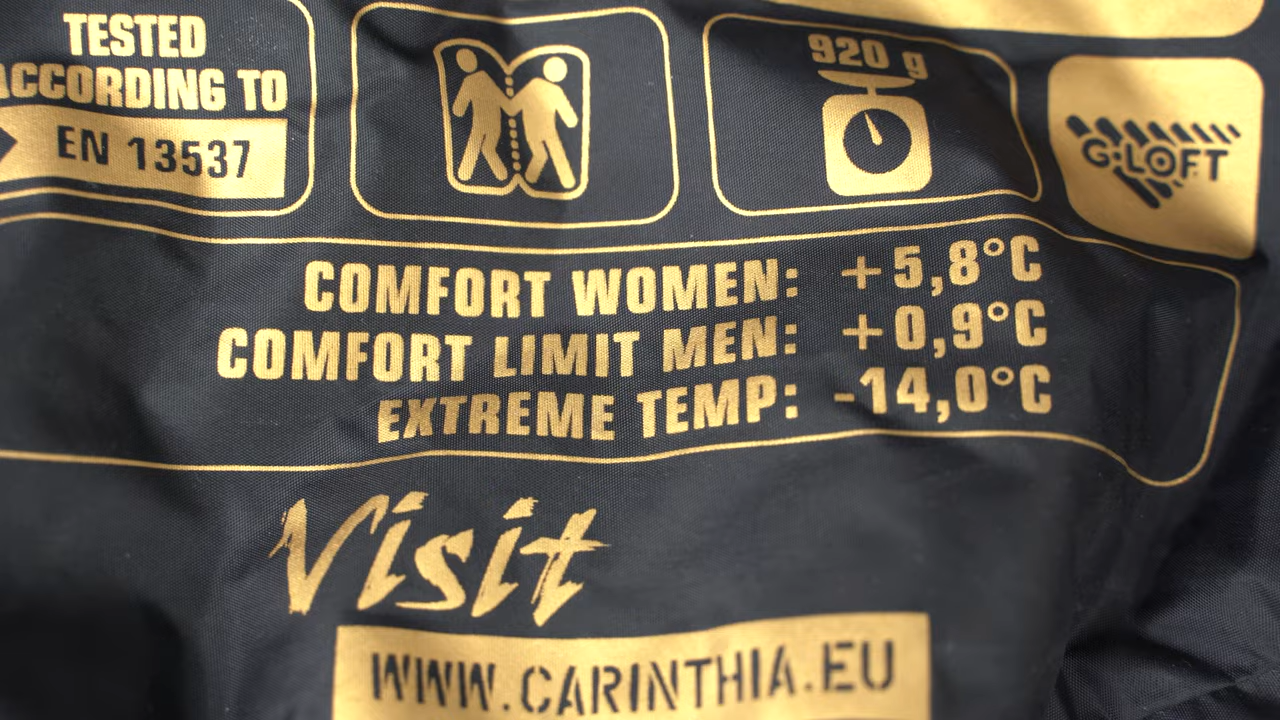 TESTED
ACCORDING TO
EN 13537
920 g
G-LOFT
COMFORT WOMEN: +5,8°C
COMFORT LIMIT MEN: +0,9°C
EXTREME TEMP: -14,0°C
Visit
WWW.CARINTHIA.EU